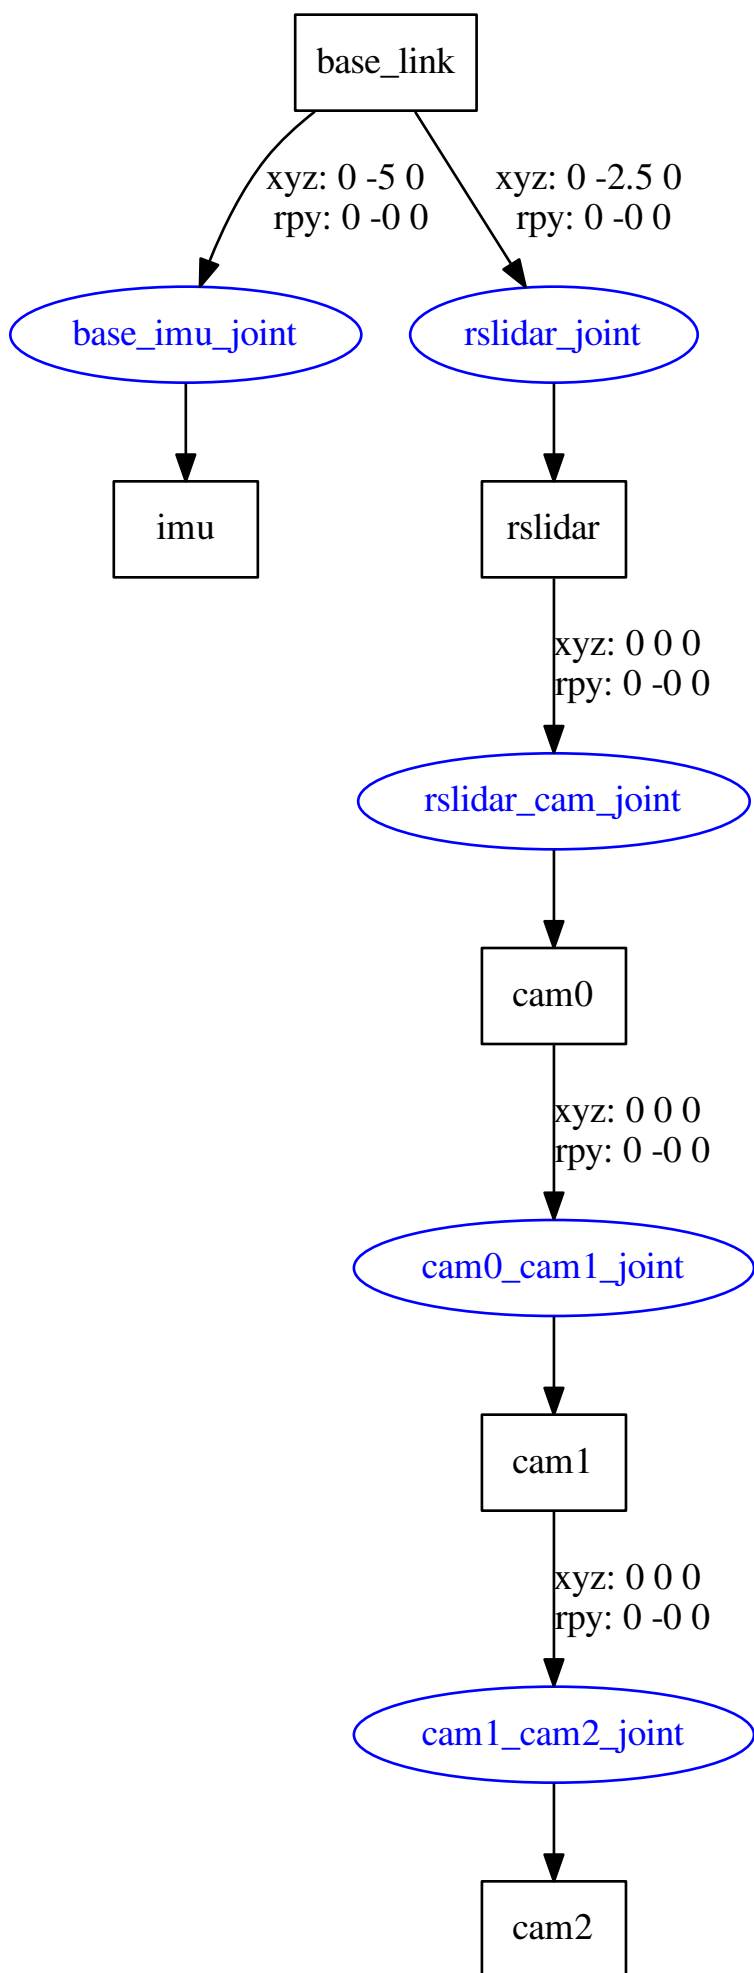 base_link
xyz: 0 -5 0
rpy: 0 -0 0
xyz: 0 -2.5 0
rpy: 0 -0 0
base_imu_joint
rslidar_joint
imu
rslidar
xyz: 0 0 0
rpy: 0 -0 0
rslidar_cam_joint
cam0
xyz: 0 0 0
rpy: 0 -0 0
cam0_cam1_joint
cam1
xyz: 0 0 0
rpy: 0 -0 0
cam1_cam2_joint
cam2